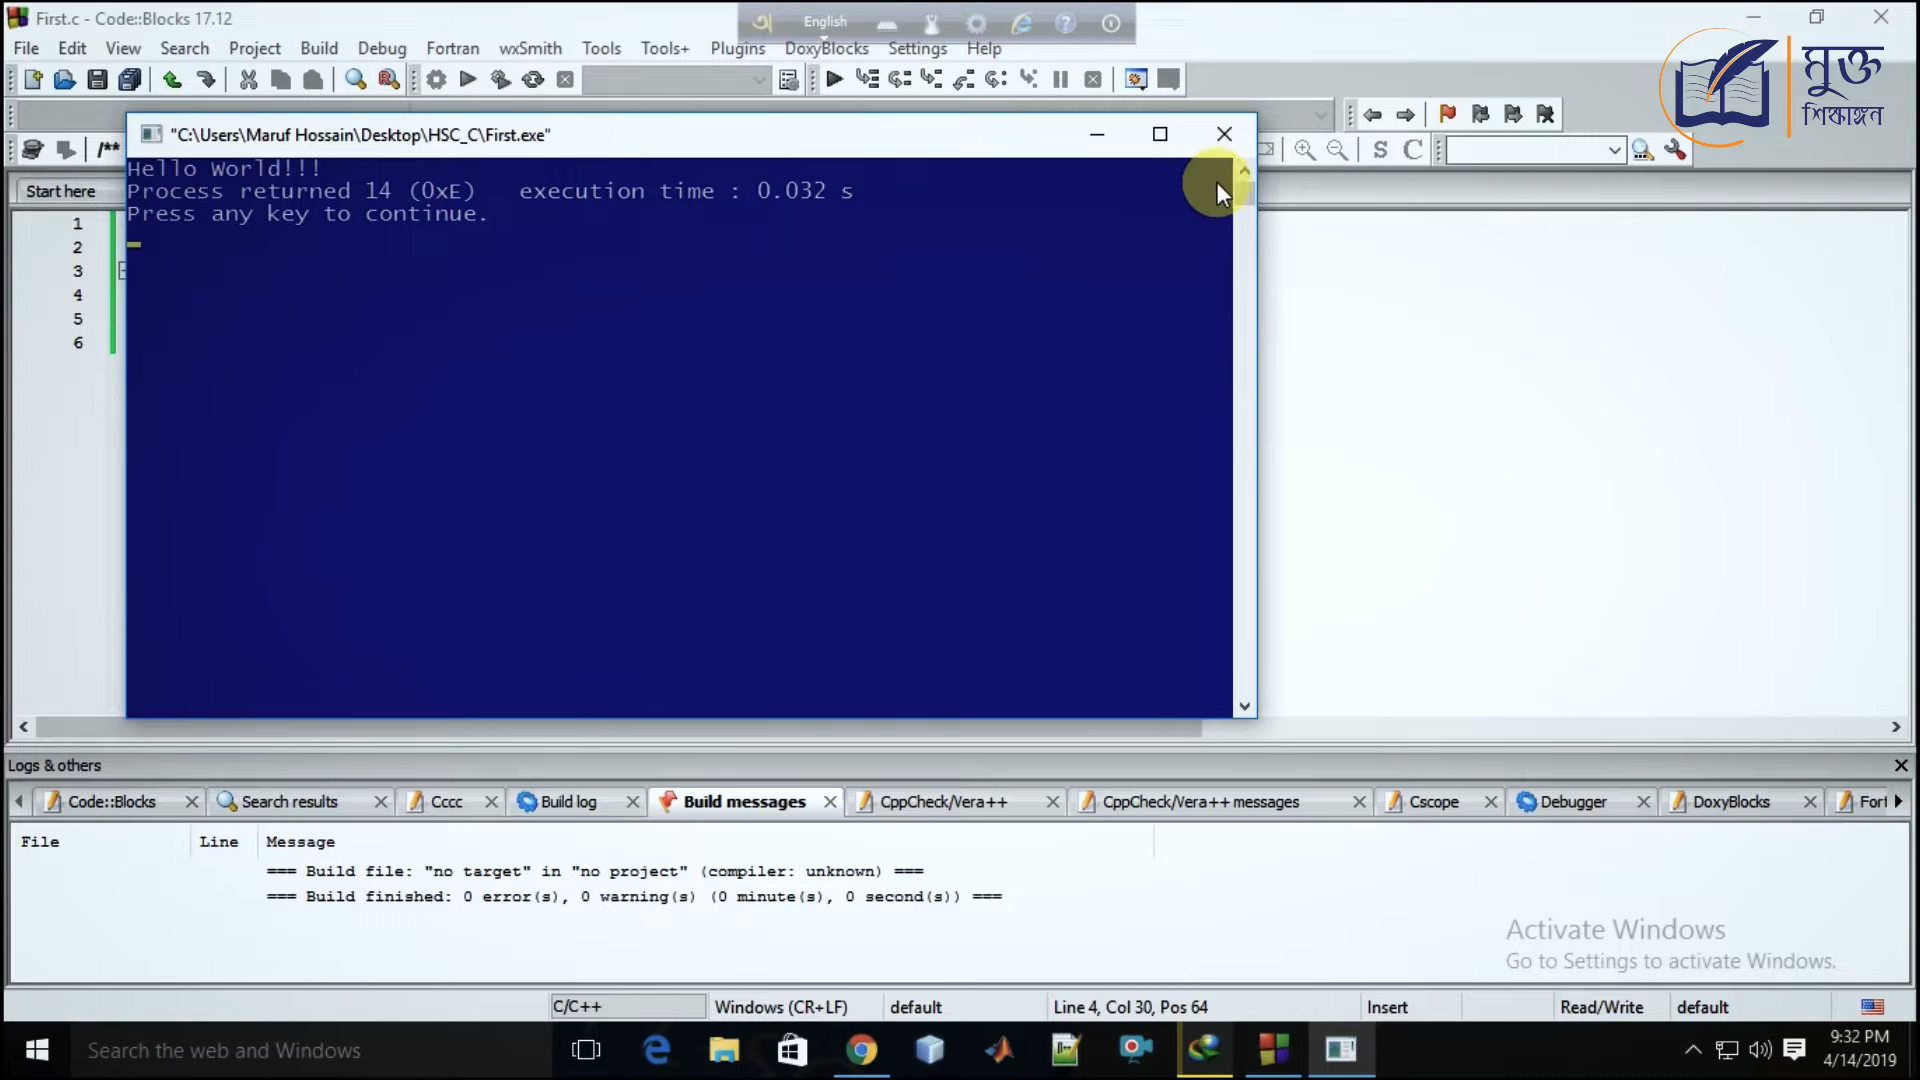 First.c - Code::Blocks 17.12
English
File Edit View Search Project Build Debug Fortran wxSmith Tools Tools+ Plugins DoxyBlocks Settings Help
মুক্ত
শিক্ষাঙ্গন
"C:\Users\Maruf Hossain\Desktop\HSC_C\First.exe"
/**
S C
Hello World!!!
Process returned 14 (0xE)   execution time : 0.032 s
Press any key to continue.
Start here
1
2
3
4
5
6
Logs & others
Code::Blocks Search results Cccc Build log Build messages CppCheck/Vera++ CppCheck/Vera++ messages Cscope Debugger DoxyBlocks Fort
File Line Message
=== Build file: "no target" in "no project" (compiler: unknown) ===
=== Build finished: 0 error(s), 0 warning(s) (0 minute(s), 0 second(s)) ===
Activate Windows
Go to Settings to activate Windows.
C/C++ Windows (CR+LF) default Line 4, Col 30, Pos 64 Insert Read/Write default
Search the web and Windows
9:32 PM
4/14/2019